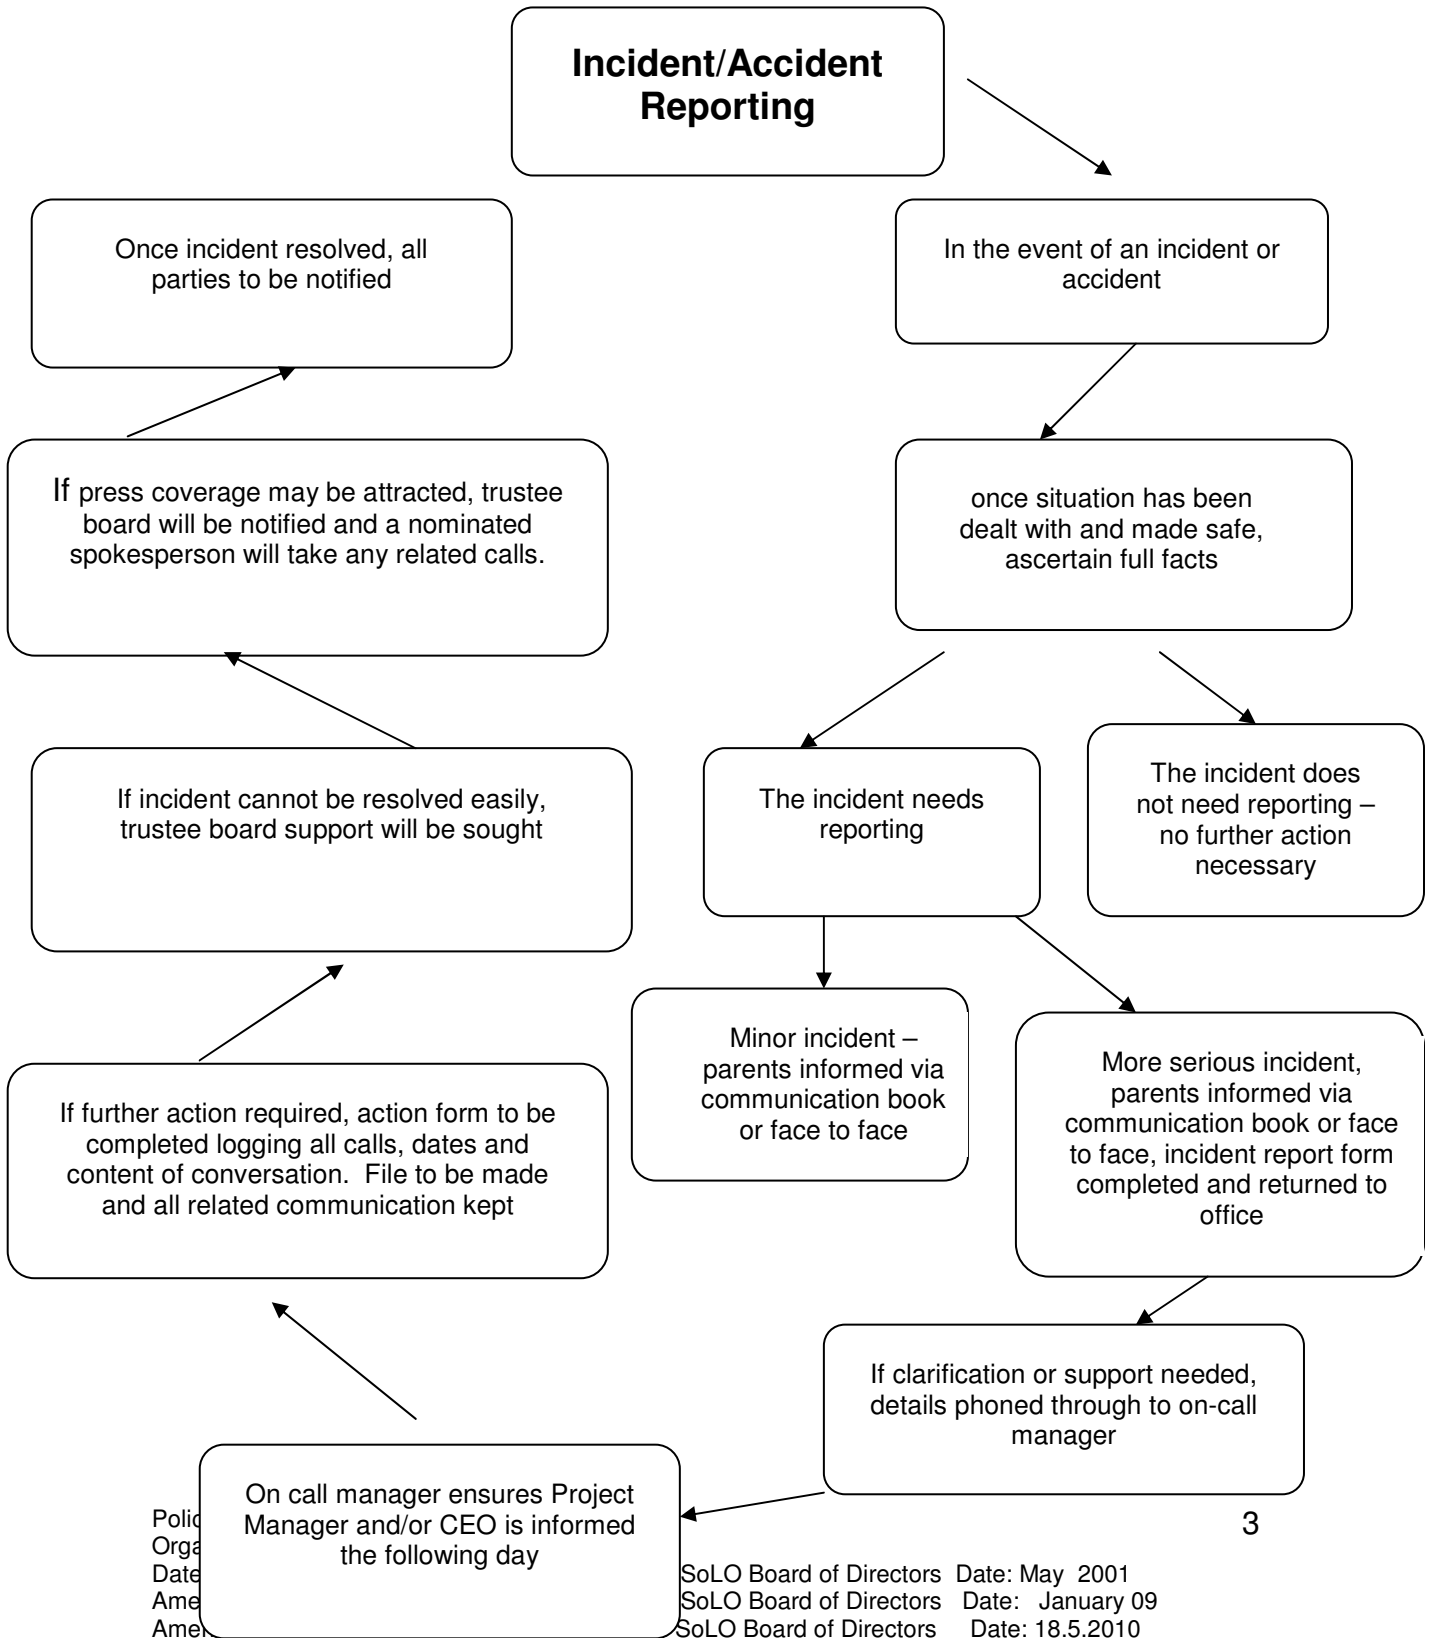 Incident/Accident
Reporting
In the event of an incident or
accident
once situation has been
dealt with and made safe,
ascertain full facts
The incident does
not need reporting –
no further action
necessary
The incident needs
reporting
Minor incident –
parents informed via
communication book
or face to face
More serious incident,
parents informed via
communication book or face
to face, incident report form
completed and returned to
office
If clarification or support needed,
details phoned through to on-call
manager
On call manager ensures Project
Manager and/or CEO is informed
the following day
If further action required, action form to be
completed logging all calls, dates and
content of conversation.  File to be made
and all related communication kept
If incident cannot be resolved easily,
trustee board support will be sought
If press coverage may be attracted, trustee
board will be notified and a nominated
spokesperson will take any related calls.
Once incident resolved, all
parties to be notified
3
SoLO Board of Directors  Date: May  2001
SoLO Board of Directors   Date:   January 09
SoLO Board of Directors     Date: 18.5.2010